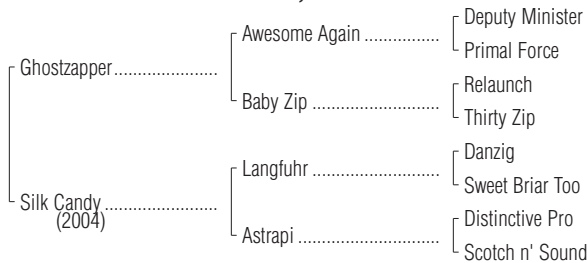 Deputy Minister
Awesome Again ................
Primal Force
Ghostzapper......................
Relaunch
Baby Zip ...........................
Thirty Zip
Danzig
Langfuhr ...........................
Sweet Briar Too
Silk Candy ........................
(2004)
Distinctive Pro
Astrapi ..............................
Scotch n' Sound